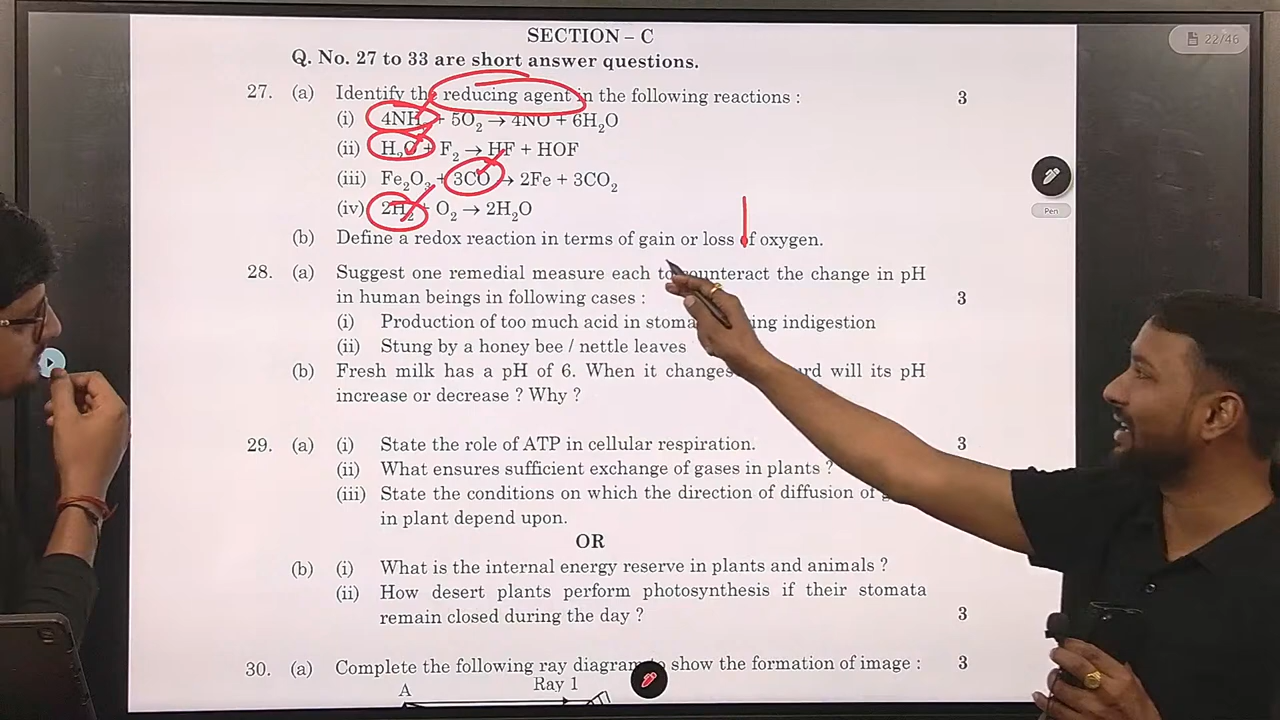 SECTION – C
22/46
Q. No. 27 to 33 are short answer questions.
27. (a) Identify the reducing agent in the following reactions : 3
(i) 4NH + 5O₂ → 4NO + 6H₂O
(ii) H₂O + F₂ → HF + HOF
(iii) Fe₂O₃ + 3CO → 2Fe + 3CO₂
(iv) 2H₂ + O₂ → 2H₂O
Pen
(b) Define a redox reaction in terms of gain or loss of oxygen.
28. (a) Suggest one remedial measure each to counteract the change in pH
in human beings in following cases : 3
(i) Production of too much acid in indigestion
(ii) Stung by a honey bee / nettle leaves
(b) Fresh milk has a pH of 6. When it changes will its pH
increase or decrease ? Why ?
29. (a) (i) State the role of ATP in cellular respiration. 3
(ii) What ensures sufficient exchange of gases in plants ?
(iii) State the conditions on which the direction of diffusion of
in plant depend upon.
OR
(b) (i) What is the internal energy reserve in plants and animals ?
(ii) How desert plants perform photosynthesis if their stomata
remain closed during the day ? 3
30. (a) Complete the following ray diagram to show the formation of image : 3
A Ray 1